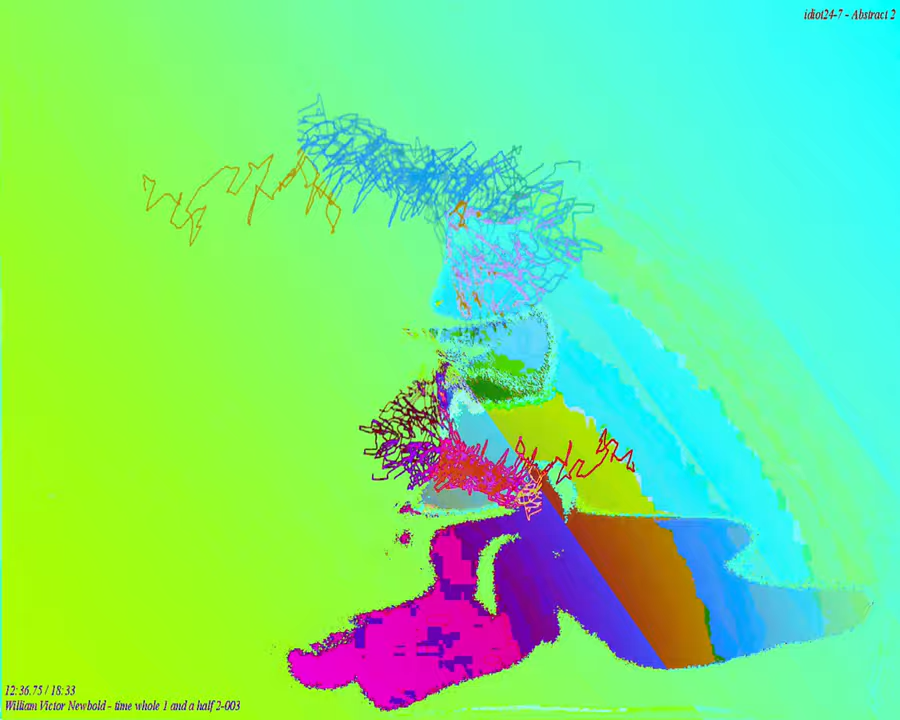 idiot24-7 - Abstract 2
12:36.75 / 18:33
William Victor Newbold - time whole 1 and a half 2-003